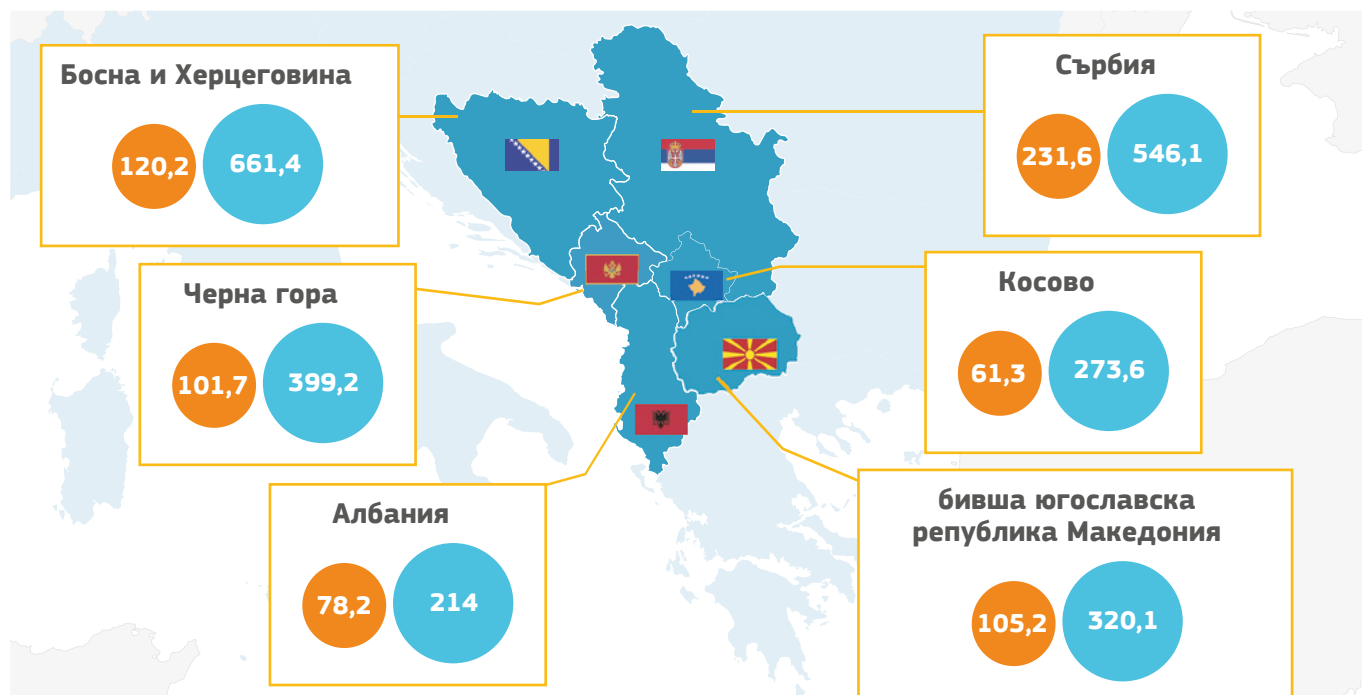 Босна и Херцеговина
120,2
661,4
Сърбия
231,6
546,1
Черна гора
101,7
399,2
Косово
61,3
273,6
Албания
78,2
214
бивша югославска
република Македония
105,2
320,1